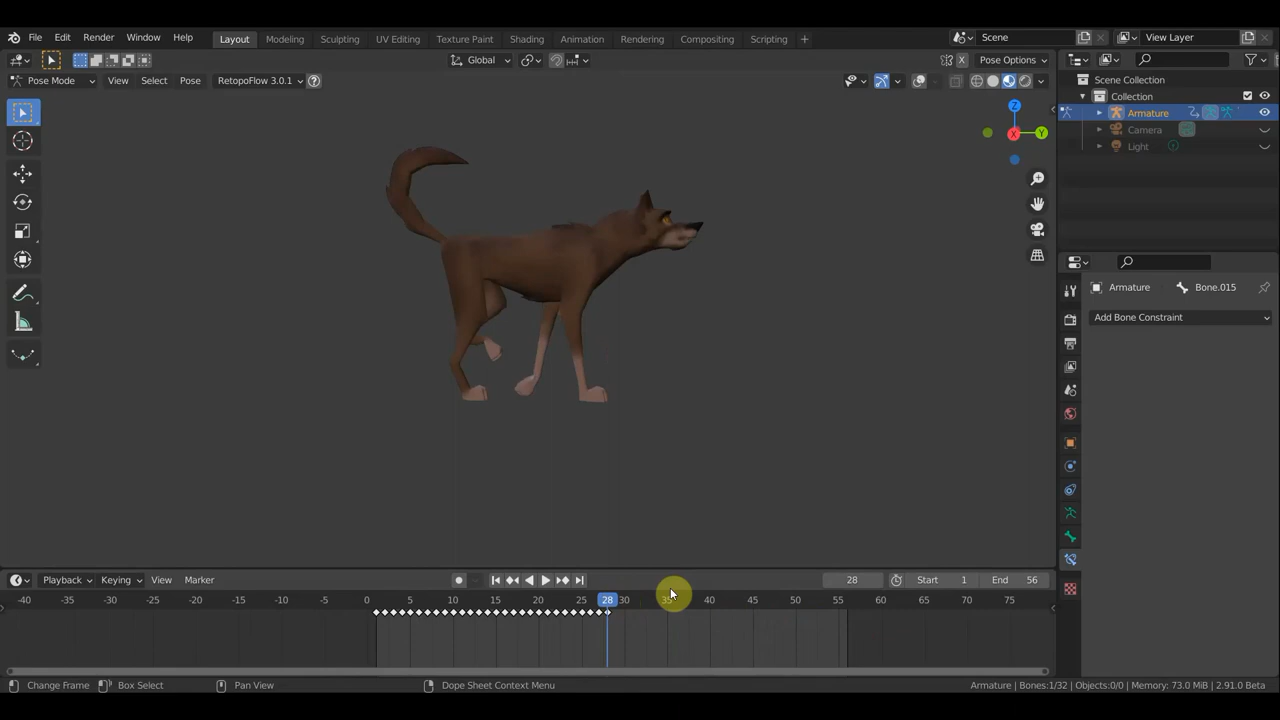 File Edit Render Window Help Layout Modeling Sculpting UV Editing Texture Paint Shading Animation Rendering Compositing Scripting + Scene View Layer
Global Pose Options
Pose Mode View Select Pose RetopoFlow 3.0.1
Scene Collection
Collection
Armature
Camera
Light
Z
X
Y
Armature Bone.015
Add Bone Constraint
Playback Keying View Marker 28 Start 1 End 56
-40 -35 -30 -25 -20 -15 -10 -5 0 5 10 15 20 25 28 30 35 40 45 50 55 60 65 70 75
Change Frame Box Select Pan View Dope Sheet Context Menu Armature | Bones:1/32 | Objects:0/0 | Memory: 73.0 MiB | 2.91.0 Beta